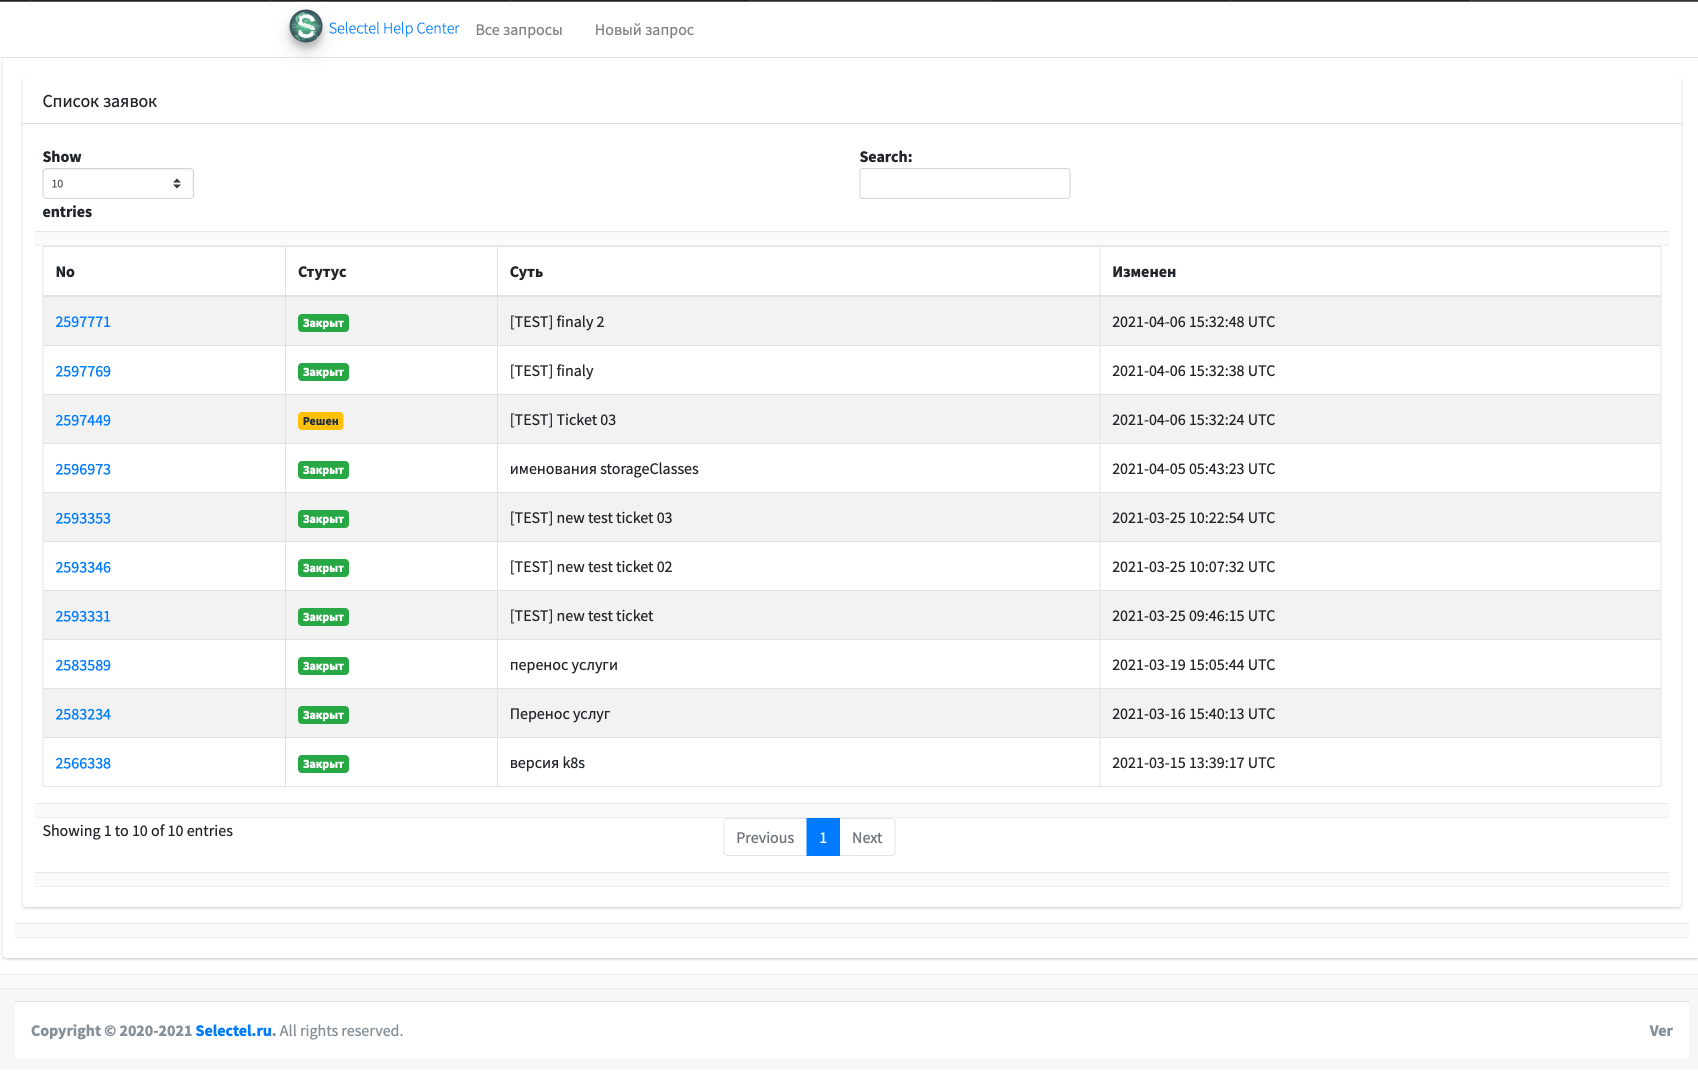 Selectel Help Center Все запросы Новый запрос
Список заявок
Show Search:
10
entries
No Стутус Суть Изменен
2597771 Закрыт [TEST] finaly 2 2021-04-06 15:32:48 UTC
2597769 Закрыт [TEST] finaly 2021-04-06 15:32:38 UTC
2597449 Решен [TEST] Ticket 03 2021-04-06 15:32:24 UTC
2596973 Закрыт именования storageClasses 2021-04-05 05:43:23 UTC
2593353 Закрыт [TEST] new test ticket 03 2021-03-25 10:22:54 UTC
2593346 Закрыт [TEST] new test ticket 02 2021-03-25 10:07:32 UTC
2593331 Закрыт [TEST] new test ticket 2021-03-25 09:46:15 UTC
2583589 Закрыт перенос услуги 2021-03-19 15:05:44 UTC
2583234 Закрыт Перенос услуг 2021-03-16 15:40:13 UTC
2566338 Закрыт версия k8s 2021-03-15 13:39:17 UTC
Showing 1 to 10 of 10 entries Previous 1 Next
Copyright © 2020-2021 Selectel.ru. All rights reserved. Ver